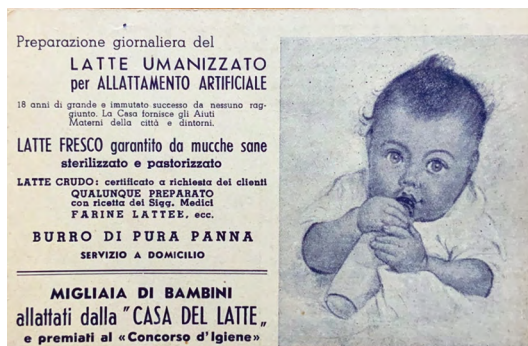 Preparazione giornaliera del
LATTE UMANIZZATO
per ALLATTAMENTO ARTIFICIALE
18 anni di grande e immutato successo da nessuno rag-
giunto. La Casa fornisce gli Aiuti
Materni della città e dintorni.
LATTE FRESCO garantito da mucche sane
sterilizzato e pastorizzato
LATTE CRUDO: certificato a richiesta dei clienti
QUALUNQUE PREPARATO
con ricetta dei Sigg. Medici
FARINE LATTEE, ecc.
BURRO DI PURA PANNA
SERVIZIO A DOMICILIO
MIGLIAIA DI BAMBINI
allattati dalla "CASA DEL LATTE„
e premiati al «Concorso d'Igiene»